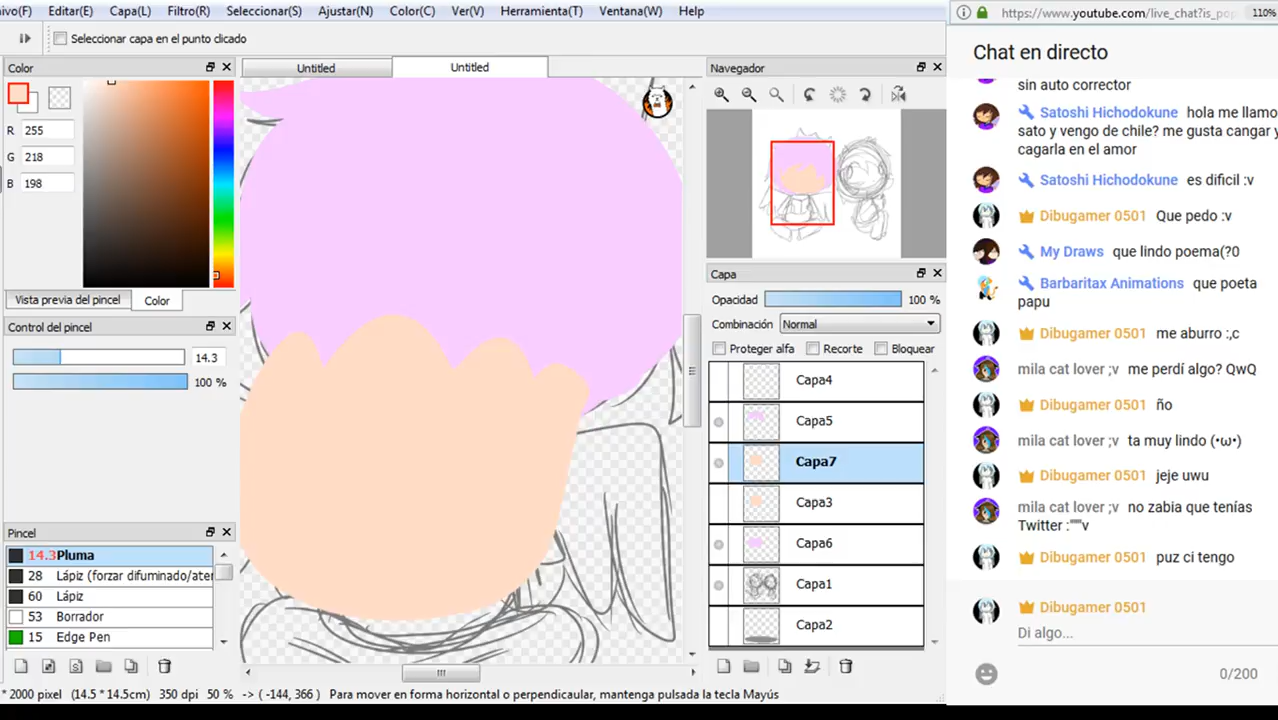 ivo(F) Editar(E) Capa(L) Filtro(R) Seleccionar(S) Ajustar(N) Color(C) Ver(V) Herramienta(T) Ventana(W) Help
Seleccionar capa en el punto clicado
Color
R 255
G 218
B 198
Vista previa del pincel Color
Control del pincel
14.3
100 %
Pincel
14.3 Pluma
28 Lápiz (forzar difuminado/ater
60 Lápiz
53 Borrador
15 Edge Pen
Untitled Untitled
Navegador
Capa
Opacidad 100 %
Combinación Normal
Proteger alfa Recorte Bloquear
Capa4
Capa5
Capa7
Capa3
Capa6
Capa1
Capa2
* 2000 pixel (14.5 * 14.5cm) 350 dpi 50 % -> ( -144, 366 ) Para mover en forma horizontal o perpendicaular, mantenga pulsada la tecla Mayús
https://www.youtube.com/live_chat?is_pop 110%
Chat en directo
sin auto corrector
Satoshi Hichodokune hola me llamo
sato y vengo de chile? me gusta cangar y
cagarla en el amor
Satoshi Hichodokune es dificil :v
Dibugamer 0501 Que pedo :v
My Draws que lindo poema(?0
Barbaritax Animations que poeta
papu
Dibugamer 0501 me aburro :,c
mila cat lover ;v me perdí algo? QwQ
Dibugamer 0501 ño
mila cat lover ;v ta muy lindo (•ω•)
Dibugamer 0501 jeje uwu
mila cat lover ;v no zabia que tenías
Twitter :""v
Dibugamer 0501 puz ci tengo
Dibugamer 0501
Di algo...
0/200